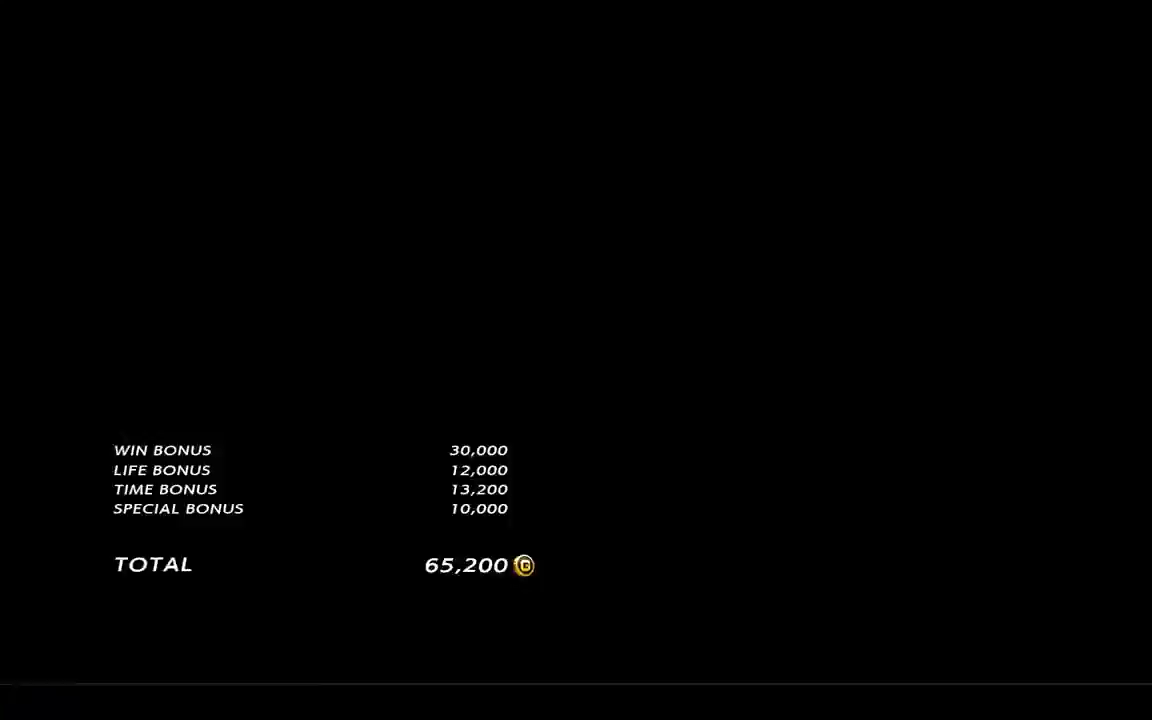 WIN BONUS 30,000
LIFE BONUS 12,000
TIME BONUS 13,200
SPECIAL BONUS 10,000
TOTAL 65,200 G